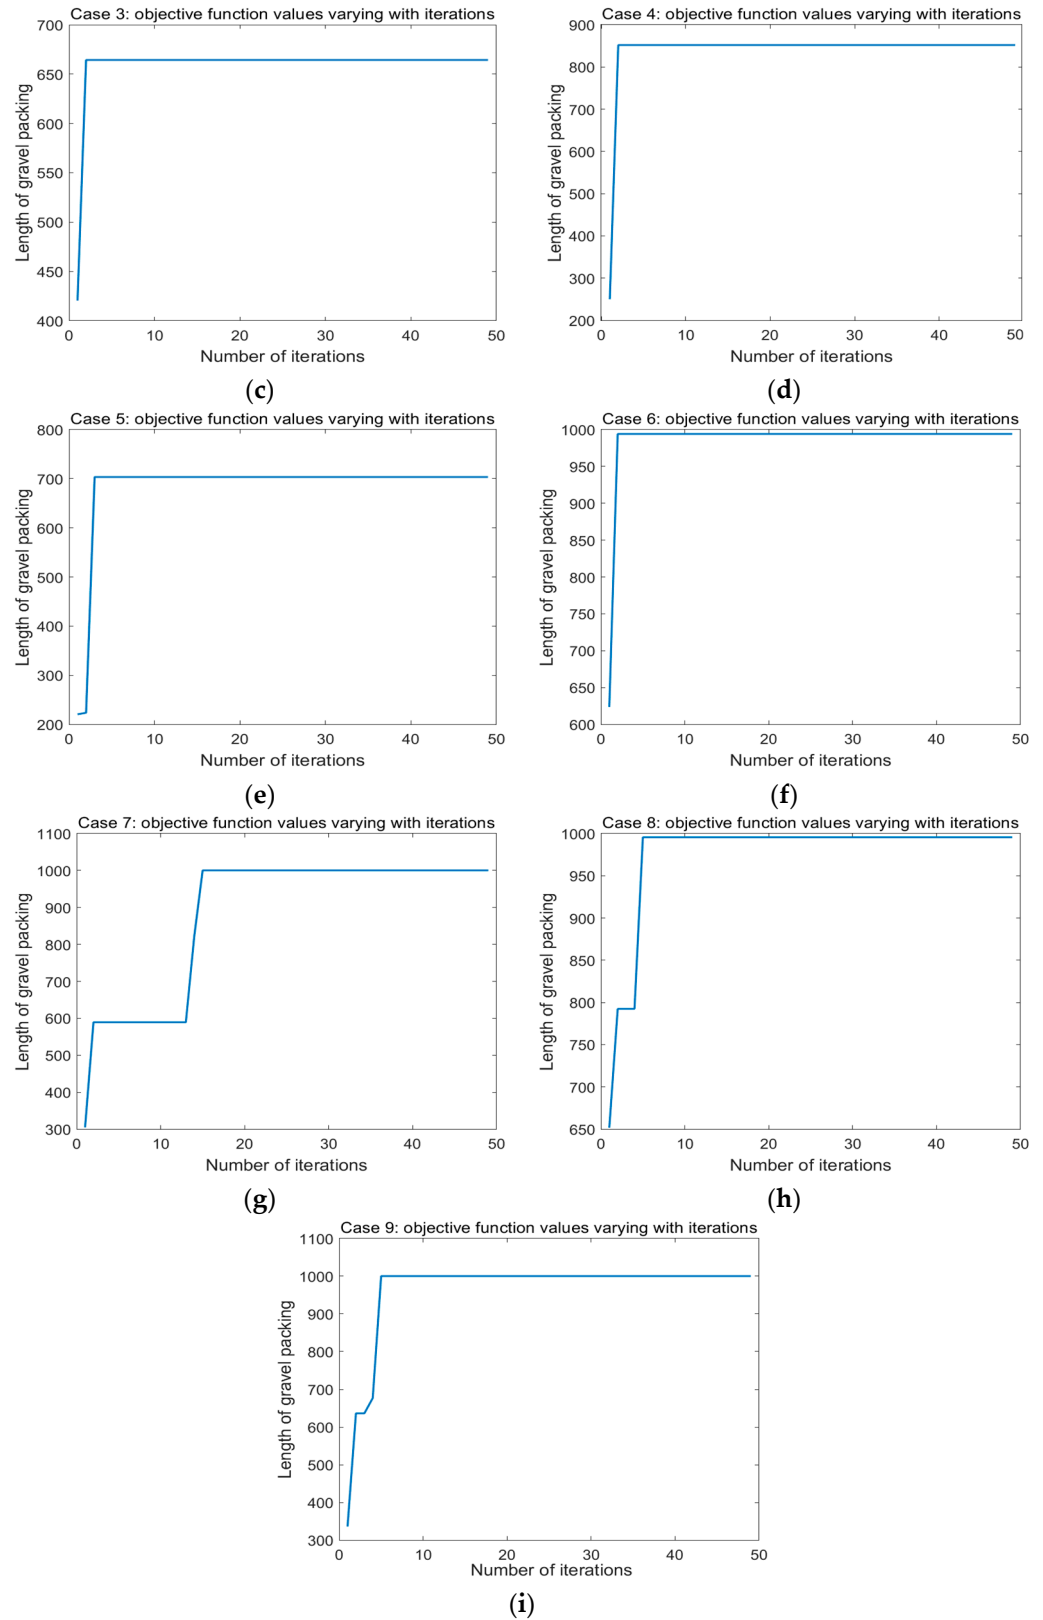 Case 3: objective function values varying with iterations
700
650
600
550
500
450
400
Length of gravel packing
0 10 20 30 40 50
Number of iterations
(c)
Case 4: objective function values varying with iterations
900
800
700
600
500
400
300
200
Length of gravel packing
0 10 20 30 40 50
Number of iterations
(d)
Case 5: objective function values varying with iterations
800
700
600
500
400
300
200
Length of gravel packing
0 10 20 30 40 50
Number of iterations
(e)
Case 6: objective function values varying with iterations
1000
950
900
850
800
750
700
650
600
Length of gravel packing
0 10 20 30 40 50
Number of iterations
(f)
Case 7: objective function values varying with iterations
1100
1000
900
800
700
600
500
400
300
Length of gravel packing
0 10 20 30 40 50
Number of iterations
(g)
Case 8: objective function values varying with iterations
1000
950
900
850
800
750
700
650
Length of gravel packing
0 10 20 30 40 50
Number of iterations
(h)
Case 9: objective function values varying with iterations
1100
1000
900
800
700
600
500
400
300
Length of gravel packing
0 10 20 30 40 50
Number of iterations
(i)